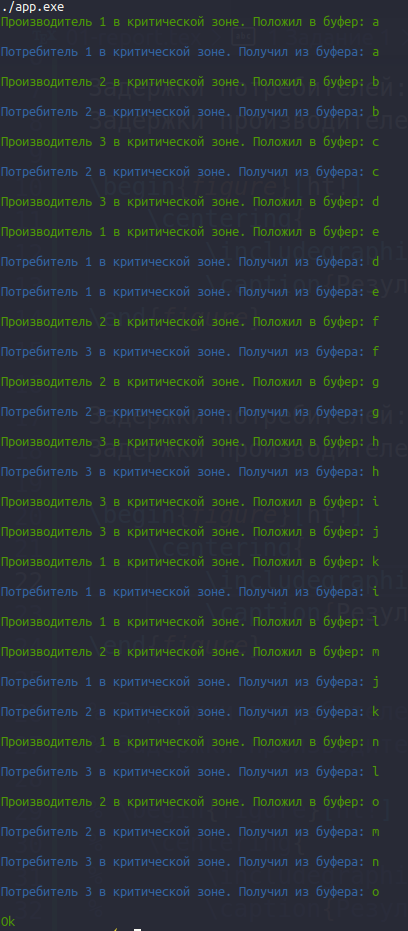 ./app.exe
Производитель 1 в критической зоне. Положил в буфер: a
Потребитель 1 в критической зоне. Получил из буфера: a
Производитель 2 в критической зоне. Положил в буфер: b
Потребитель 2 в критической зоне. Получил из буфера: b
Производитель 3 в критической зоне. Положил в буфер: c
Потребитель 2 в критической зоне. Получил из буфера: c
Производитель 3 в критической зоне. Положил в буфер: d
Производитель 1 в критической зоне. Положил в буфер: e
Потребитель 1 в критической зоне. Получил из буфера: d
Потребитель 1 в критической зоне. Получил из буфера: e
Производитель 2 в критической зоне. Положил в буфер: f
Потребитель 3 в критической зоне. Получил из буфера: f
Производитель 2 в критической зоне. Положил в буфер: g
Потребитель 2 в критической зоне. Получил из буфера: g
Производитель 3 в критической зоне. Положил в буфер: h
Потребитель 3 в критической зоне. Получил из буфера: h
Производитель 3 в критической зоне. Положил в буфер: i
Производитель 3 в критической зоне. Положил в буфер: j
Производитель 1 в критической зоне. Положил в буфер: k
Потребитель 1 в критической зоне. Получил из буфера: i
Производитель 1 в критической зоне. Положил в буфер: l
Производитель 2 в критической зоне. Положил в буфер: m
Потребитель 1 в критической зоне. Получил из буфера: j
Потребитель 2 в критической зоне. Получил из буфера: k
Производитель 1 в критической зоне. Положил в буфер: n
Потребитель 3 в критической зоне. Получил из буфера: l
Производитель 2 в критической зоне. Положил в буфер: o
Потребитель 2 в критической зоне. Получил из буфера: m
Потребитель 3 в критической зоне. Получил из буфера: n
Потребитель 3 в критической зоне. Получил из буфера: o
Ok